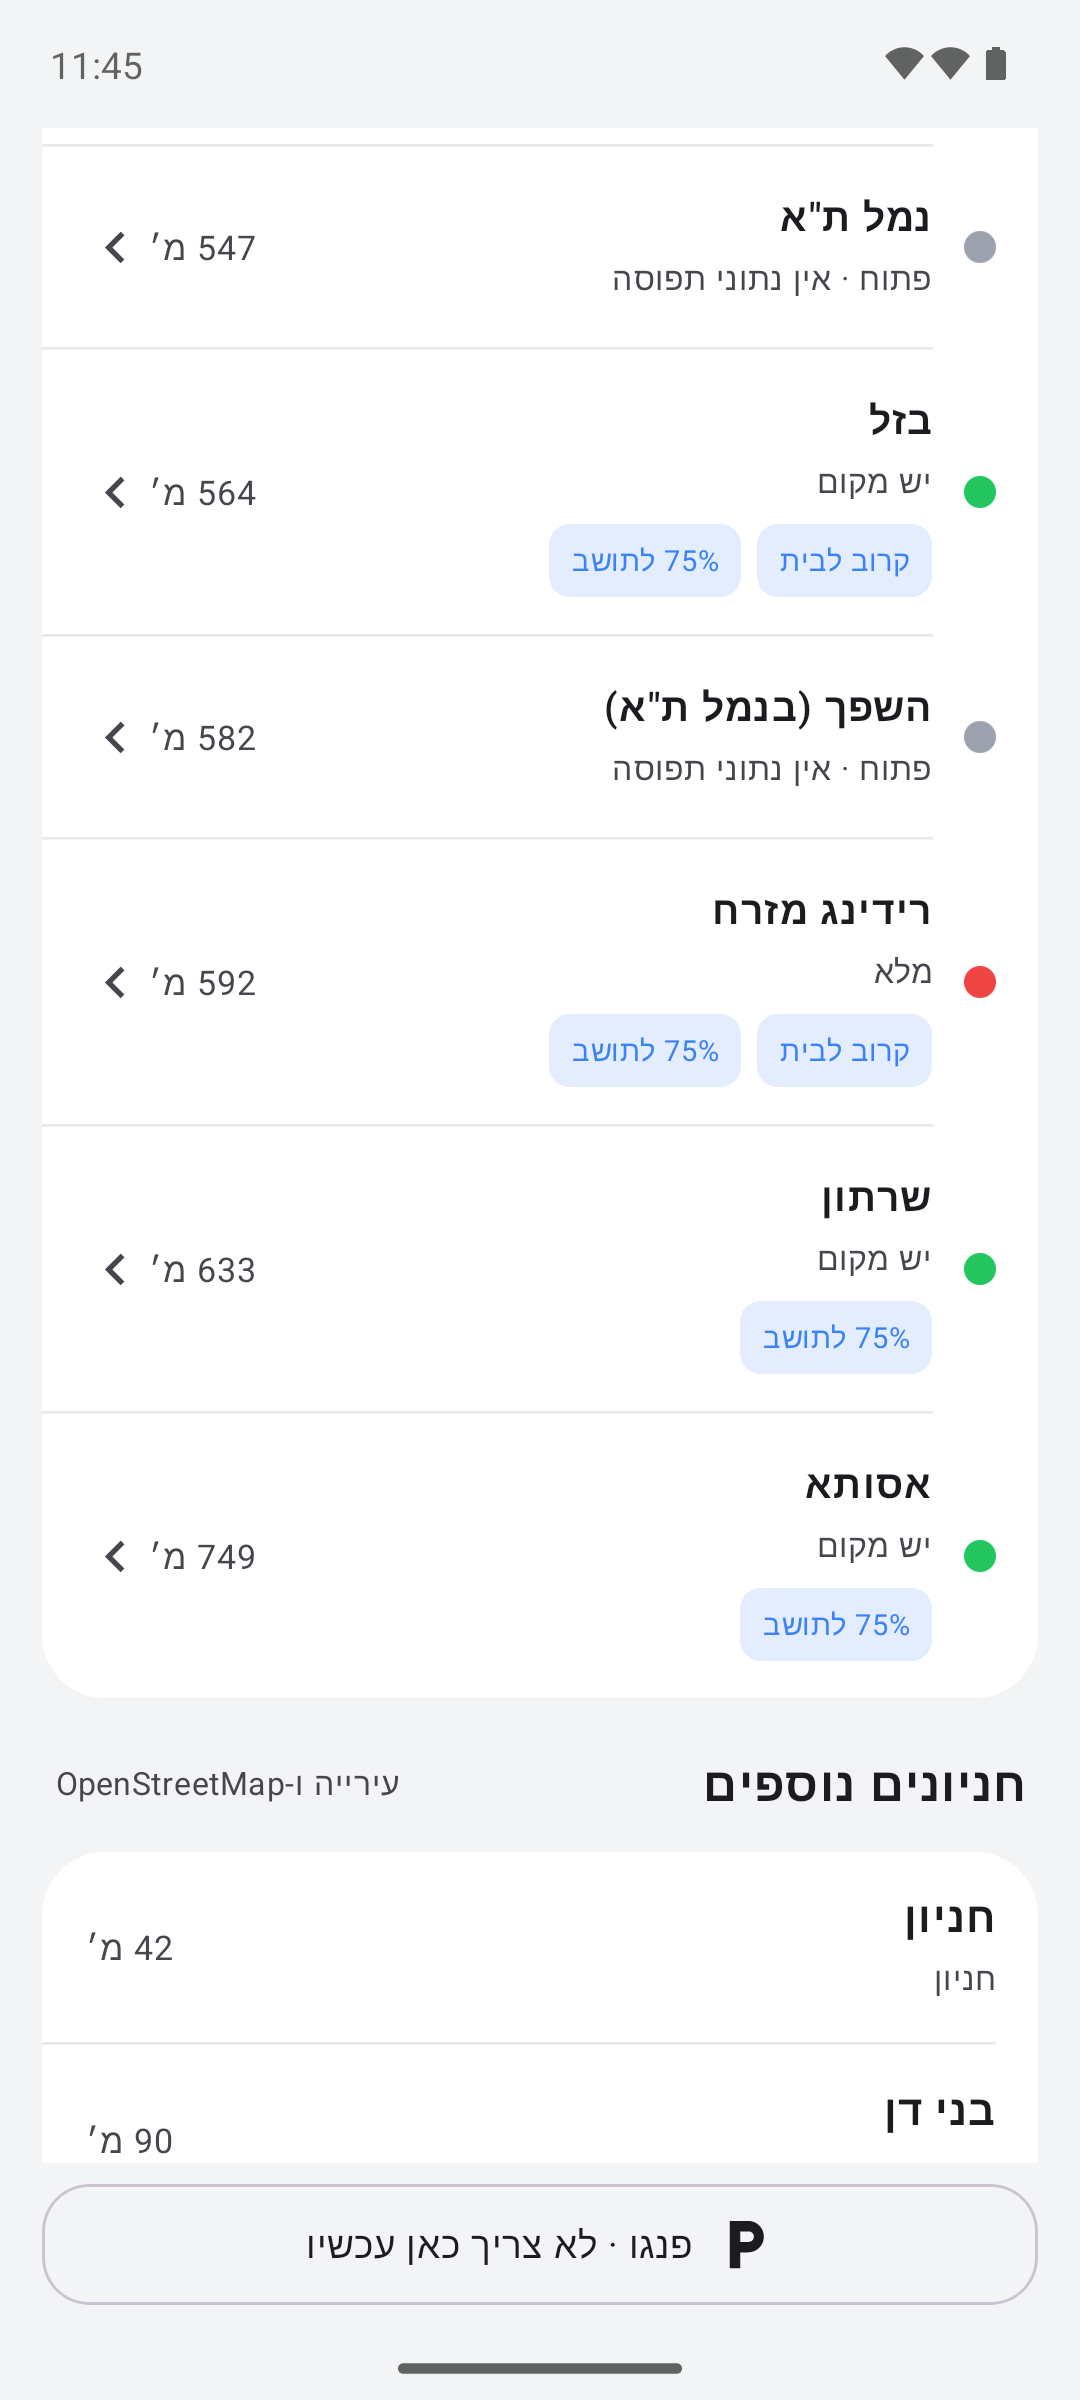 11:45
נמל ת"א
פתוח · אין נתוני תפוסה
547 מ׳
בזל
יש מקום
קרוב לבית
75% לתושב
564 מ׳
השפך (בנמל ת"א)
פתוח · אין נתוני תפוסה
582 מ׳
רידינג מזרח
מלא
קרוב לבית
75% לתושב
592 מ׳
שרתון
יש מקום
75% לתושב
633 מ׳
אסותא
יש מקום
75% לתושב
749 מ׳
חניונים נוספים
עירייה ו-OpenStreetMap
חניון
חניון
42 מ׳
בני דן
90 מ׳
P פנגו · לא צריך כאן עכשיו